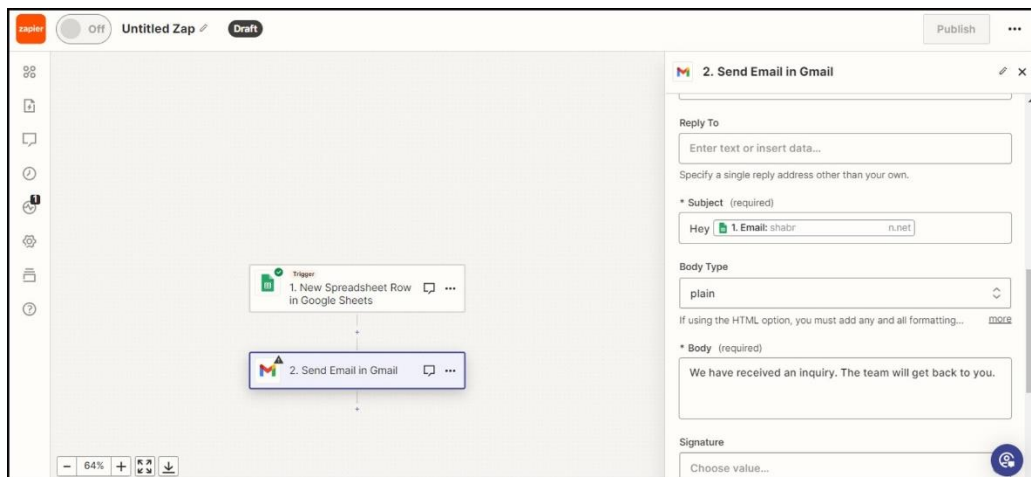 zapier
Off
Untitled Zap
Draft
Publish
2. Send Email in Gmail
Reply To
Enter text or insert data...
Specify a single reply address other than your own.
* Subject (required)
Hey 1. Email: shabr n.net
Body Type
plain
If using the HTML option, you must add any and all formatting... more
* Body (required)
We have received an inquiry. The team will get back to you.
Signature
Choose value...
1
Trigger
1. New Spreadsheet Row
in Google Sheets
2. Send Email in Gmail
64%